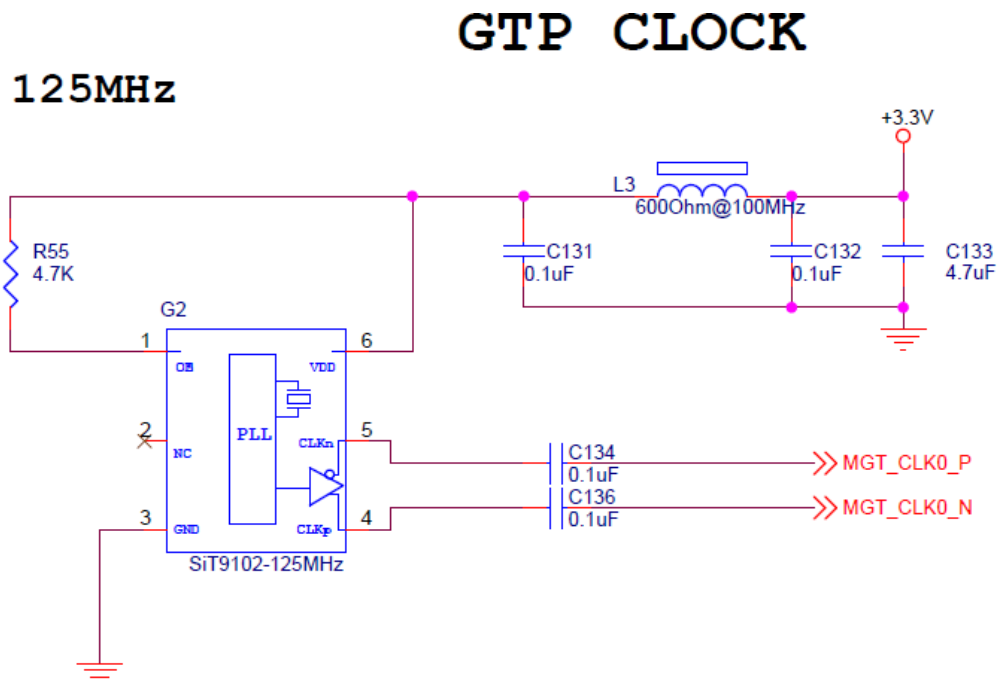 GTP CLOCK
125MHz
+3.3V
L3
600Ohm@100MHz
R55
4.7K
C131
0.1uF
C132
0.1uF
C133
4.7uF
G2
1
OE
6
VDD
2
NC
PLL
5
CLKn
3
GND
4
CLKp
SiT9102-125MHz
C134
0.1uF
MGT_CLK0_P
C136
0.1uF
MGT_CLK0_N